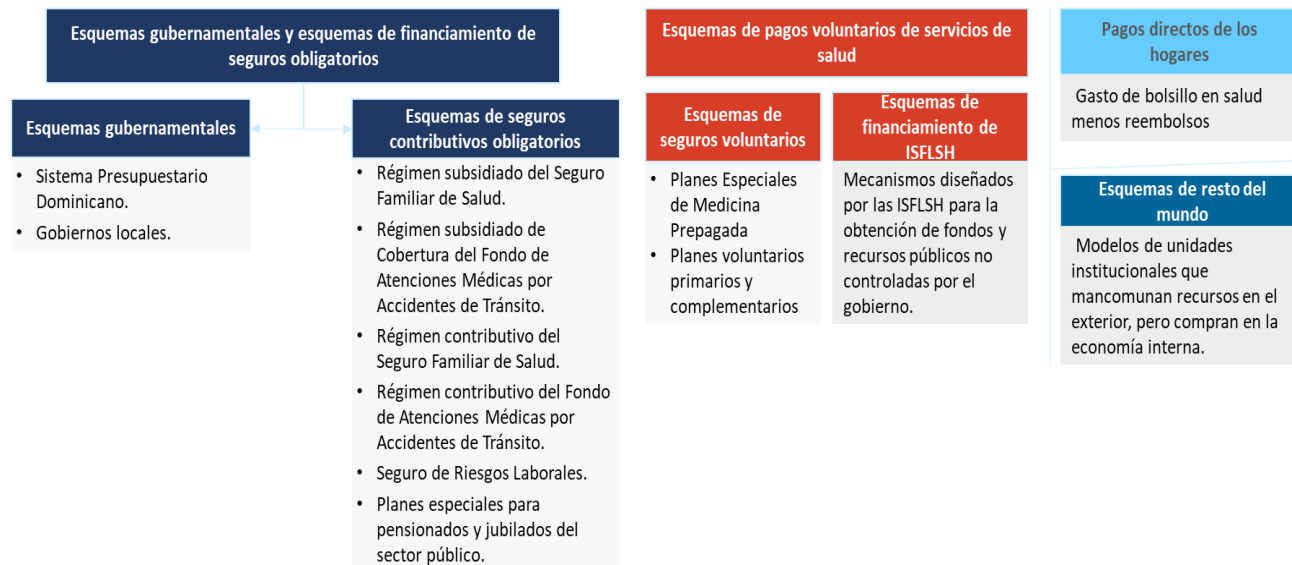 Esquemas gubernamentales y esquemas de financiamiento de
seguros obligatorios
Esquemas gubernamentales
• Sistema Presupuestario
Dominicano.
• Gobiernos locales.
Esquemas de seguros
contributivos obligatorios
• Régimen subsidiado del Seguro
Familiar de Salud.
• Régimen subsidiado de
Cobertura del Fondo de
Atenciones Médicas por
Accidentes de Tránsito.
• Régimen contributivo del
Seguro Familiar de Salud.
• Régimen contributivo del Fondo
de Atenciones Médicas por
Accidentes de Tránsito.
• Seguro de Riesgos Laborales.
• Planes especiales para
pensionados y jubilados del
sector público.
Esquemas de pagos voluntarios de servicios de
salud
Esquemas de
seguros voluntarios
• Planes Especiales
de Medicina
Prepagada
• Planes voluntarios
primarios y
complementarios
Esquemas de
financiamiento de
ISFLSH
Mecanismos diseñados
por las ISFLSH para la
obtención de fondos y
recursos públicos no
controladas por el
gobierno.
Pagos directos de los
hogares
Gasto de bolsillo en salud
menos reembolsos
Esquemas de resto del
mundo
Modelos de unidades
institucionales que
mancomunan recursos en el
exterior, pero compran en la
economía interna.